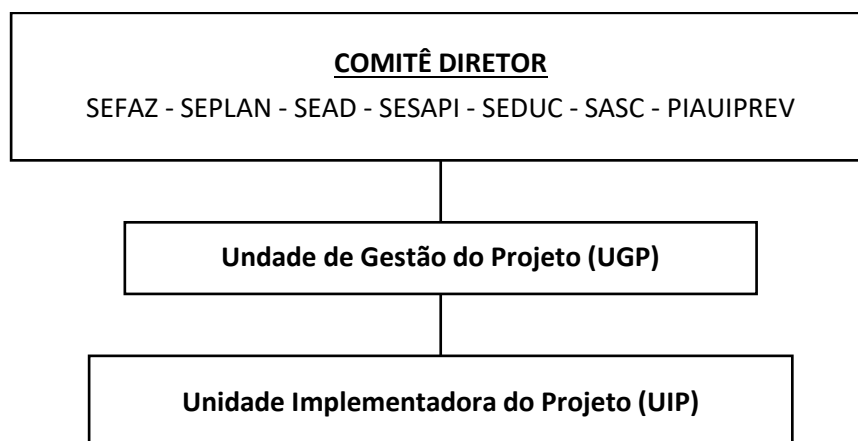 COMITÊ DIRETOR
SEFAZ - SEPLAN - SEAD - SESAPI - SEDUC - SASC - PIAUIPREV
Undade de Gestão do Projeto (UGP)
Unidade Implementadora do Projeto (UIP)